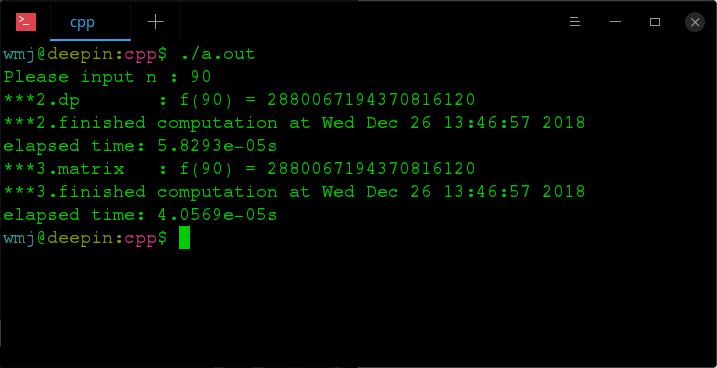 cpp
wmj@deepin:cpp$ ./a.out
Please input n : 90
***2.dp       : f(90) = 2880067194370816120
***2.finished computation at Wed Dec 26 13:46:57 2018
elapsed time: 5.8293e-05s
***3.matrix   : f(90) = 2880067194370816120
***3.finished computation at Wed Dec 26 13:46:57 2018
elapsed time: 4.0569e-05s
wmj@deepin:cpp$